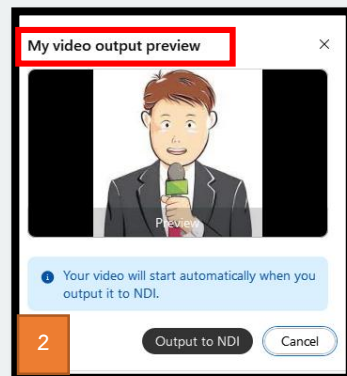 My video output preview
Preview
Your video will start automatically when you
output it to NDI.
2
Output to NDI
Cancel